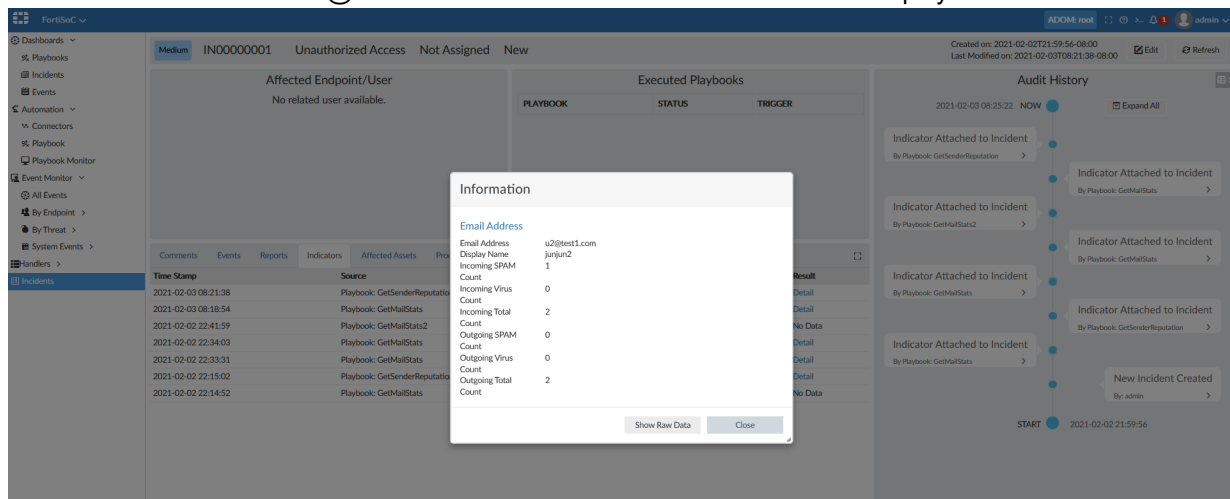 FortiSoC
ADOM: root
1
admin
Dashboards
Playbooks
Incidents
Events
Automation
Connectors
Playbook
Playbook Monitor
Event Monitor
All Events
By Endpoint
By Threat
System Events
Handlers
Incidents
Medium IN00000001 Unauthorized Access Not Assigned New
Created on: 2021-02-02T21:59:56-08:00
Last Modified on: 2021-02-03T08:21:38-08:00
Edit
Refresh
Affected Endpoint/User
No related user available.
Executed Playbooks
PLAYBOOK STATUS TRIGGER
Comments Events Reports Indicators Affected Assets
Time Stamp Source Result
2021-02-03 08:21:38 Playbook: GetSenderReputatio Detail
2021-02-03 08:18:54 Playbook: GetMailStats Detail
2021-02-02 22:41:59 Playbook: GetMailStats2 No Data
2021-02-02 22:34:03 Playbook: GetMailStats Detail
2021-02-02 22:33:31 Playbook: GetMailStats Detail
2021-02-02 22:15:02 Playbook: GetSenderReputatio Detail
2021-02-02 22:14:52 Playbook: GetMailStats No Data
Information
Email Address
Email Address u2@test1.com
Display Name junjun2
Incoming SPAM 1
Count
Incoming Virus 0
Count
Incoming Total 2
Count
Outgoing SPAM 0
Count
Outgoing Virus 0
Count
Outgoing Total 2
Count
Show Raw Data Close
Audit History
2021-02-03 08:25:22 NOW
Expand All
Indicator Attached to Incident
By Playbook: GetSenderReputation
Indicator Attached to Incident
By Playbook: GetMailStats
Indicator Attached to Incident
By Playbook: GetMailStats2
Indicator Attached to Incident
By Playbook: GetMailStats
Indicator Attached to Incident
By Playbook: GetMailStats
Indicator Attached to Incident
By Playbook: GetSenderReputation
Indicator Attached to Incident
By Playbook: GetMailStats
New Incident Created
By: admin
START 2021-02-02 21:59:56